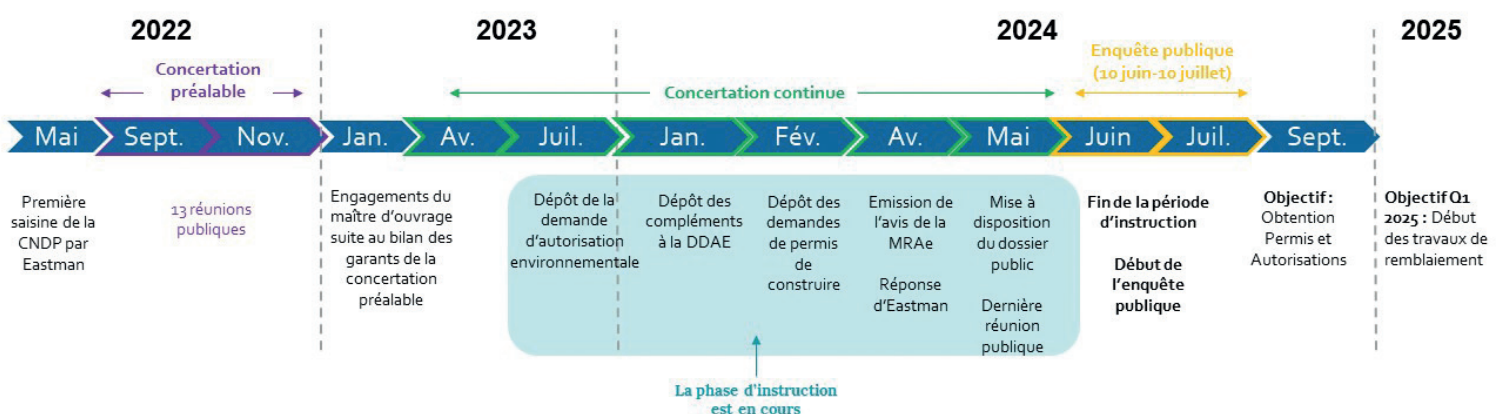 2022
2023
2024
2025
Concertation
préalable
Concertation continue
Enquête publique
(10 juin-10 juillet)
Mai
Sept.
Nov.
Jan.
Av.
Juil.
Jan.
Fév.
Av.
Mai
Juin
Juil.
Sept.
Première
saisine de la
CNDP par
Eastman
13 réunions
publiques
Engagements du
maître d'ouvrage
suite au bilan des
garants de la
concertation
préalable
Dépôt de la
demande
d'autorisation
environnementale
Dépôt des
compléments
à la DDAE
Dépôt des
demandes
de permis
de
construire
Emission de
l'avis de la
MRAe
Réponse
d'Eastman
Mise à
disposition
du dossier
public
Dernière
réunion
publique
Fin de la période
d'instruction
Début de
l'enquête
publique
Objectif :
Obtention
Permis et
Autorisations
Objectif Q1
2025 : Début
des travaux de
remblaiement
La phase d'instruction
est en cours